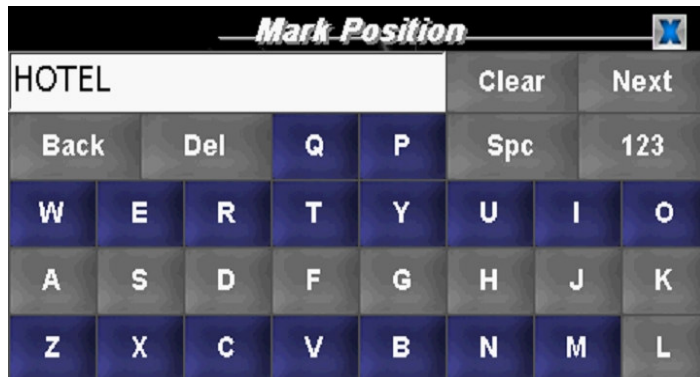 Mark Position X
HOTEL Clear Next
Back Del Q P Spc 123
W E R T Y U I O
A S D F G H J K
Z X C V B N M L